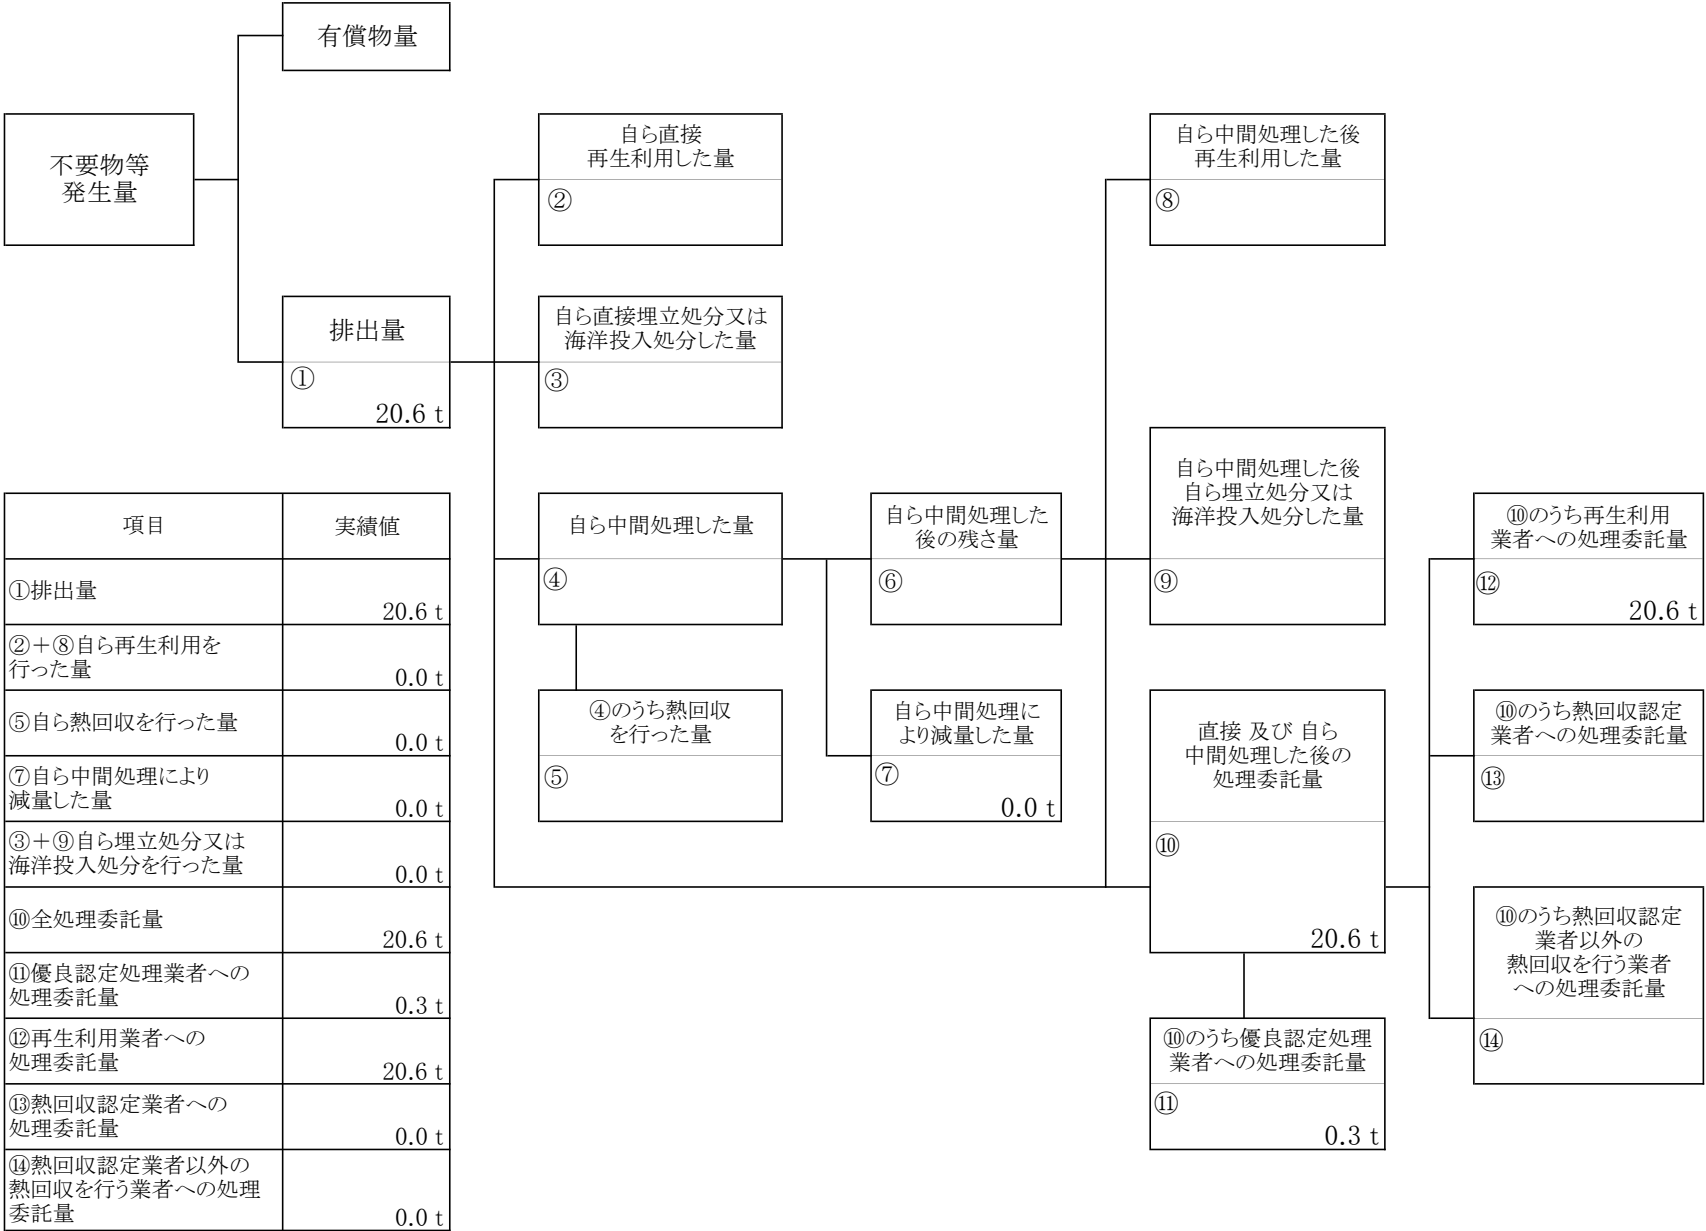 有償物量
不要物等
発生量
自ら直接
再生利用した量
②
自ら中間処理した後
再生利用した量
⑧
排出量
①
20.6 t
自ら直接埋立処分又は
海洋投入処分した量
③
自ら中間処理した量
④
自ら中間処理した
後の残さ量
⑥
自ら中間処理した後
自ら埋立処分又は
海洋投入処分した量
⑨
⑩のうち再生利用
業者への処理委託量
⑫
20.6 t
④のうち熱回収
を行った量
⑤
自ら中間処理に
より減量した量
⑦
0.0 t
直接 及び 自ら
中間処理した後の
処理委託量
⑩
20.6 t
⑩のうち熱回収認定
業者への処理委託量
⑬
⑩のうち熱回収認定
業者以外の
熱回収を行う業者
への処理委託量
⑭
⑩のうち優良認定処理
業者への処理委託量
⑪
0.3 t
項目 実績値
①排出量
20.6 t
②＋⑧自ら再生利用を
行った量
0.0 t
⑤自ら熱回収を行った量
0.0 t
⑦自ら中間処理により
減量した量
0.0 t
③＋⑨自ら埋立処分又は
海洋投入処分を行った量
0.0 t
⑩全処理委託量
20.6 t
⑪優良認定処理業者への
処理委託量
0.3 t
⑫再生利用業者への
処理委託量
20.6 t
⑬熱回収認定業者への
処理委託量
0.0 t
⑭熱回収認定業者以外の
熱回収を行う業者への処理
委託量
0.0 t